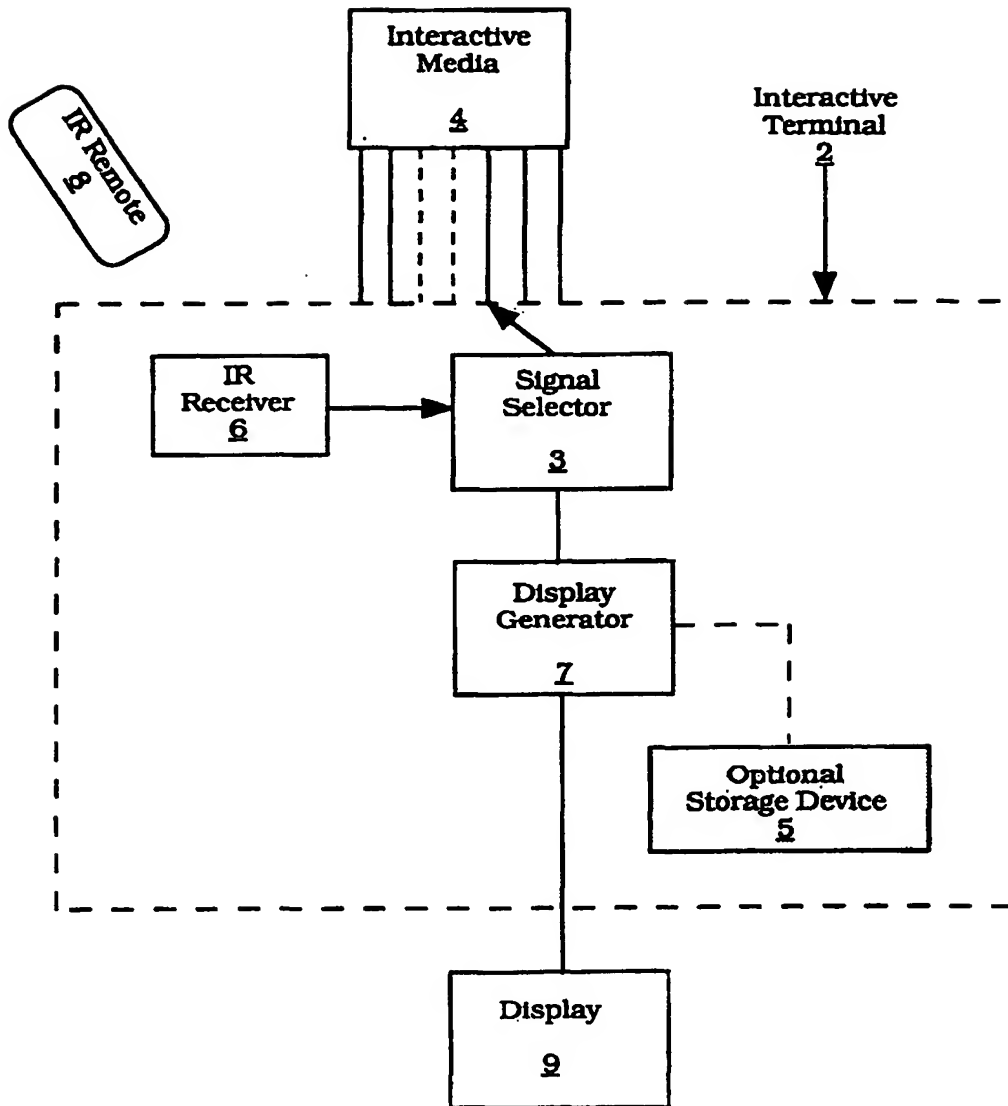 Interactive
Media
4
IR Remote
8
Interactive
Terminal
2
IR
Receiver
6
Signal
Selector
3
Display
Generator
7
Optional
Storage Device
5
Display
9